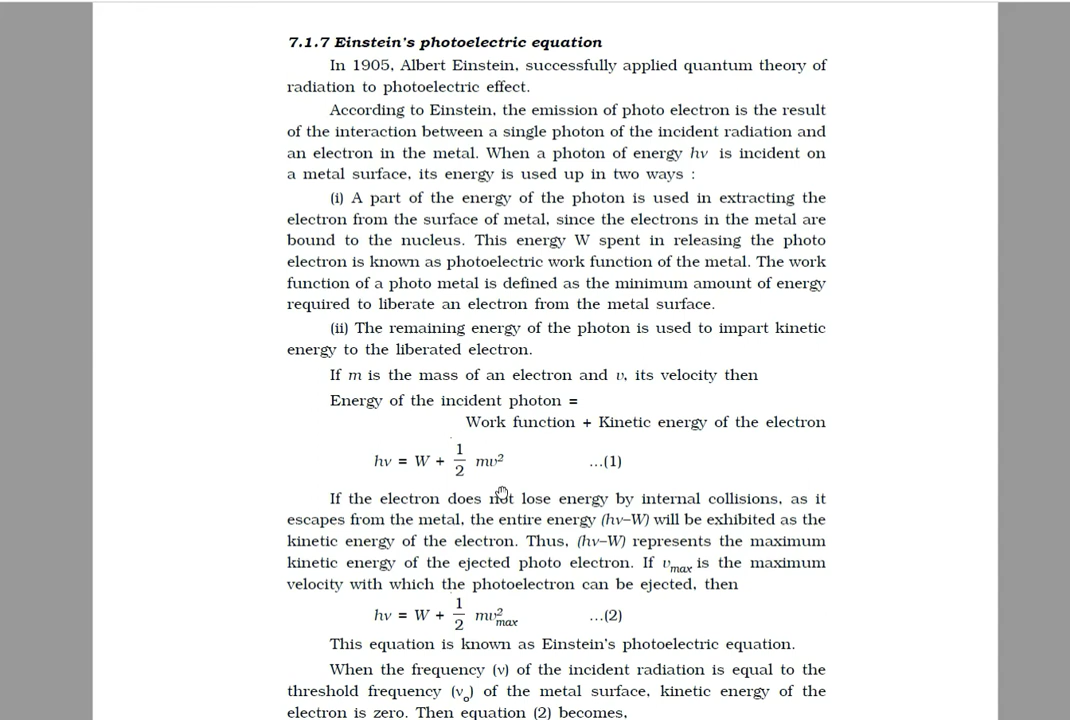 7.1.7 Einstein's photoelectric equation
In 1905, Albert Einstein, successfully applied quantum theory of
radiation to photoelectric effect.
According to Einstein, the emission of photo electron is the result
of the interaction between a single photon of the incident radiation and
an electron in the metal. When a photon of energy hν is incident on
a metal surface, its energy is used up in two ways :
(i) A part of the energy of the photon is used in extracting the
electron from the surface of metal, since the electrons in the metal are
bound to the nucleus. This energy W spent in releasing the photo
electron is known as photoelectric work function of the metal. The work
function of a photo metal is defined as the minimum amount of energy
required to liberate an electron from the metal surface.
(ii) The remaining energy of the photon is used to impart kinetic
energy to the liberated electron.
If m is the mass of an electron and υ, its velocity then
Energy of the incident photon =
Work function + Kinetic energy of the electron
hν = W + 1/2 mυ² ...(1)
If the electron does not lose energy by internal collisions, as it
escapes from the metal, the entire energy (hν–W) will be exhibited as the
kinetic energy of the electron. Thus, (hν–W) represents the maximum
kinetic energy of the ejected photo electron. If υmax is the maximum
velocity with which the photoelectron can be ejected, then
hν = W + 1/2 mυ²max ...(2)
This equation is known as Einstein's photoelectric equation.
When the frequency (ν) of the incident radiation is equal to the
threshold frequency (νo) of the metal surface, kinetic energy of the
electron is zero. Then equation (2) becomes,